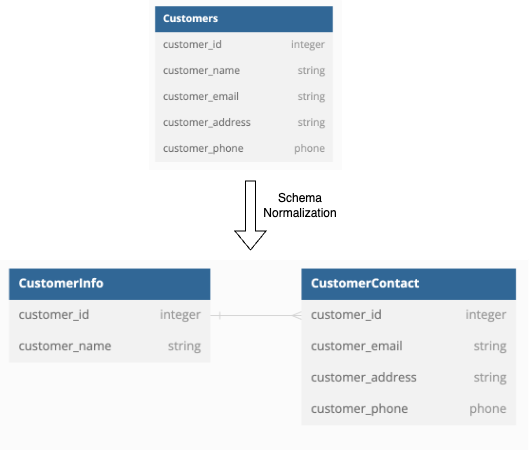 Customers
customer_id integer
customer_name string
customer_email string
customer_address string
customer_phone phone
Schema
Normalization
CustomerInfo
customer_id integer
customer_name string
CustomerContact
customer_id integer
customer_email string
customer_address string
customer_phone phone